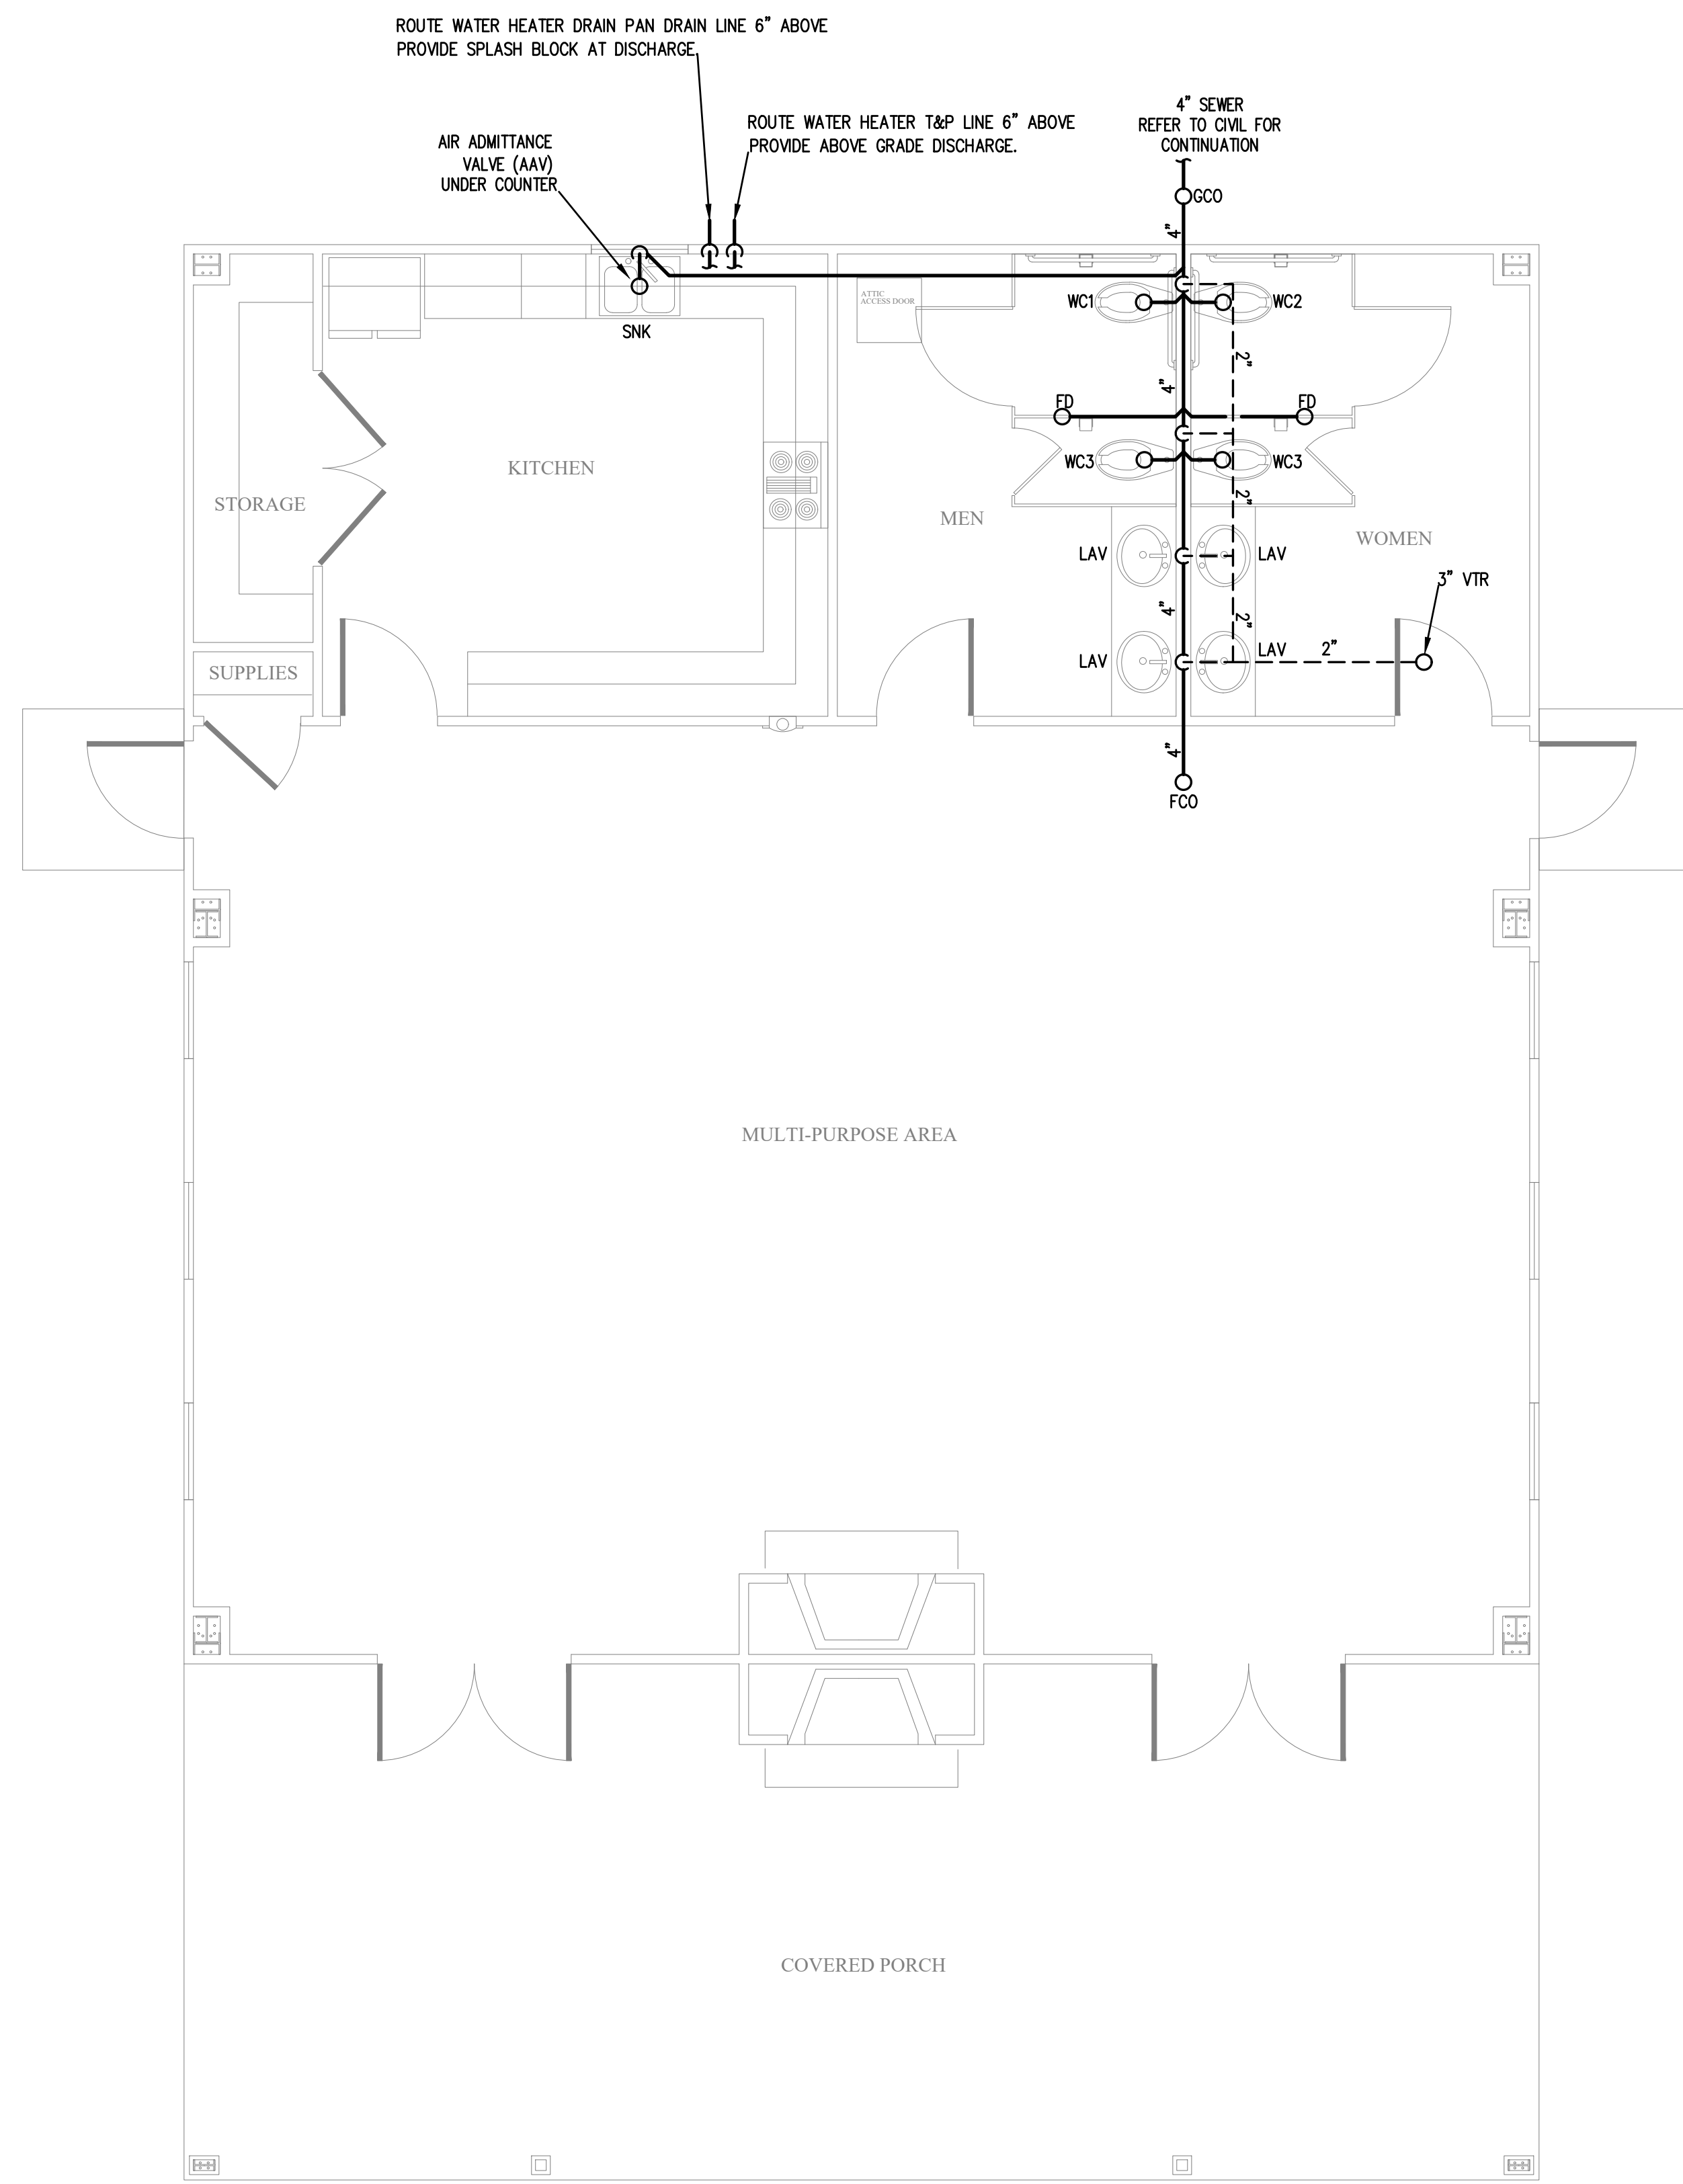 ROUTE WATER HEATER DRAIN PAN DRAIN LINE 6" ABOVE
PROVIDE SPLASH BLOCK AT DISCHARGE.
AIR ADMITTANCE
VALVE (AAV)
UNDER COUNTER
ROUTE WATER HEATER T&P LINE 6" ABOVE
PROVIDE ABOVE GRADE DISCHARGE.
4" SEWER
REFER TO CIVIL FOR
CONTINUATION
GCO
4"
ATTIC
ACCESS DOOR
WC1
WC2
SNK
2"
4"
FD
FD
KITCHEN
WC3
WC3
STORAGE
2"
MEN
WOMEN
LAV
LAV
3" VTR
4"
2"
LAV
LAV
2"
SUPPLIES
4"
FCO
MULTI-PURPOSE AREA
COVERED PORCH